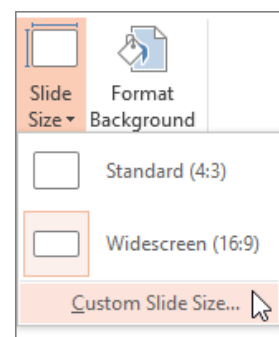 Slide Format
Size Background
Standard (4:3)
Widescreen (16:9)
Custom Slide Size...